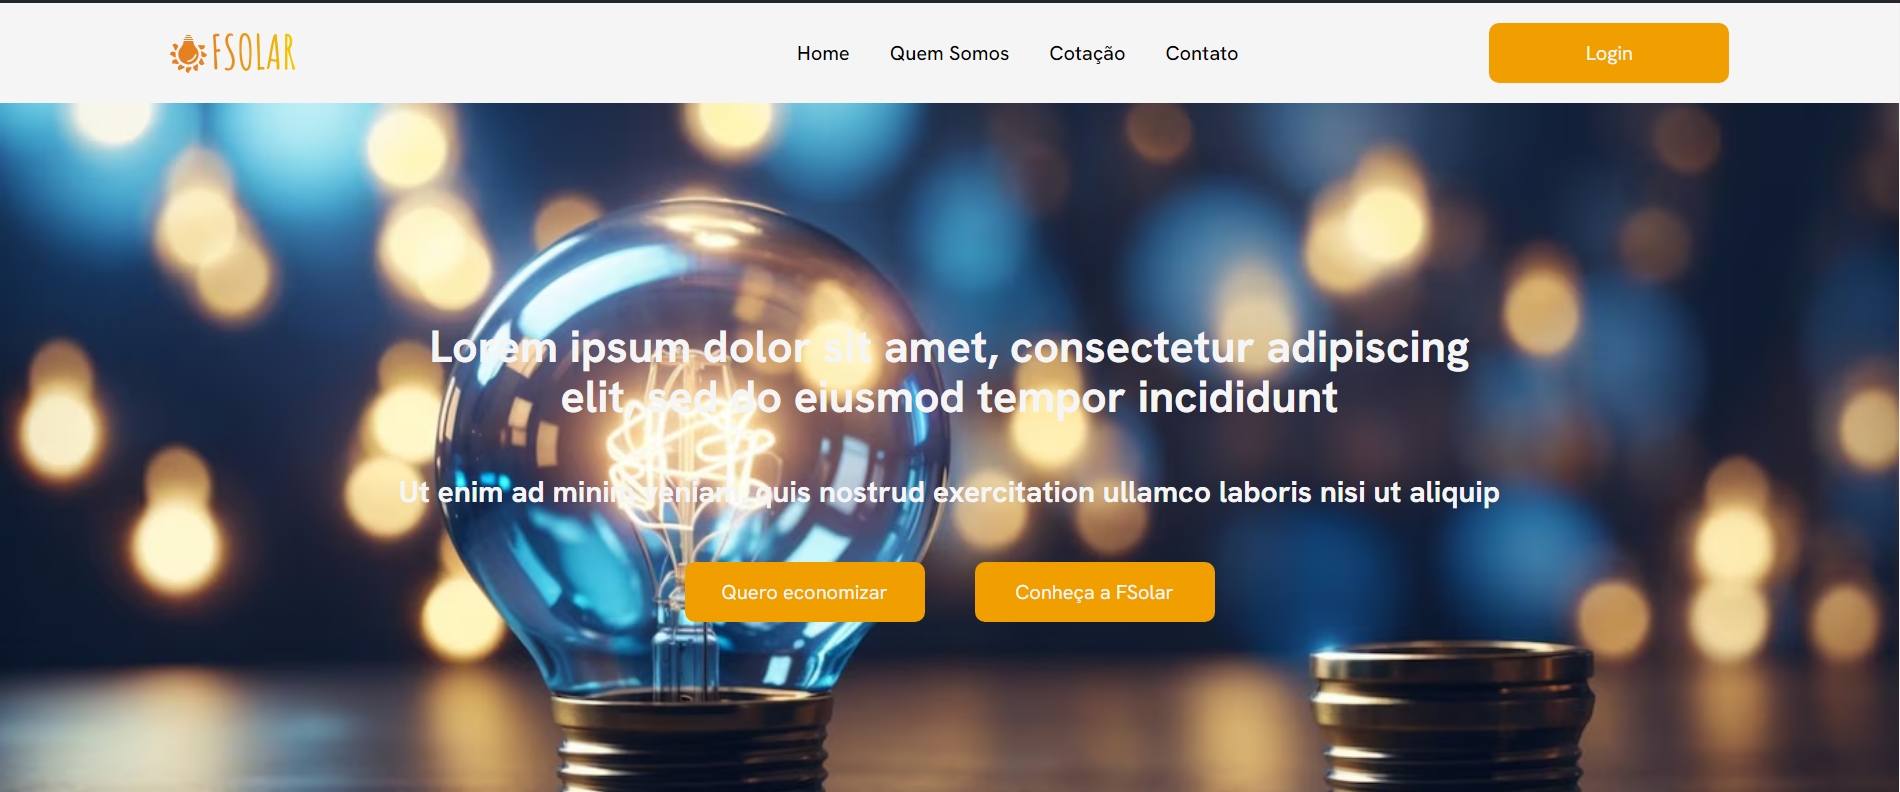 FSOLAR
Home
Quem Somos
Cotação
Contato
Login
Lorem ipsum dolor sit amet, consectetur adipiscing
elit, sed do eiusmod tempor incididunt
Ut enim ad minim veniam, quis nostrud exercitation ullamco laboris nisi ut aliquip
Quero economizar
Conheça a FSolar